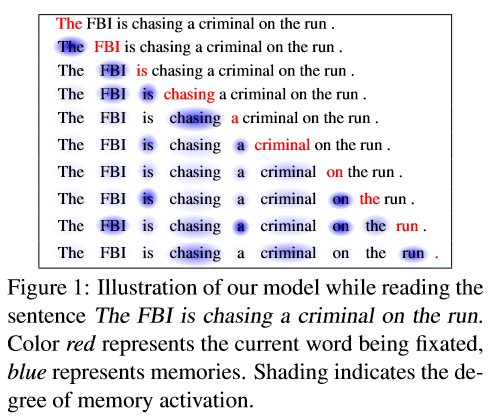 The FBI is chasing a criminal on the run .
The FBI is chasing a criminal on the run .
The FBI is chasing a criminal on the run .
The FBI is chasing a criminal on the run .
The FBI is chasing a criminal on the run .
The FBI is chasing a criminal on the run .
The FBI is chasing a criminal on the run .
The FBI is chasing a criminal on the run .
The FBI is chasing a criminal on the run .
The FBI is chasing a criminal on the run .
Figure 1: Illustration of our model while reading the
sentence The FBI is chasing a criminal on the run.
Color red represents the current word being fixated,
blue represents memories. Shading indicates the de-
gree of memory activation.